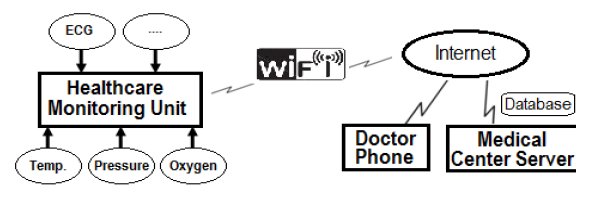 ECG
....
Healthcare
Monitoring Unit
Temp.
Pressure
Oxygen
WiFi
Internet
Database
Doctor
Phone
Medical
Center Server